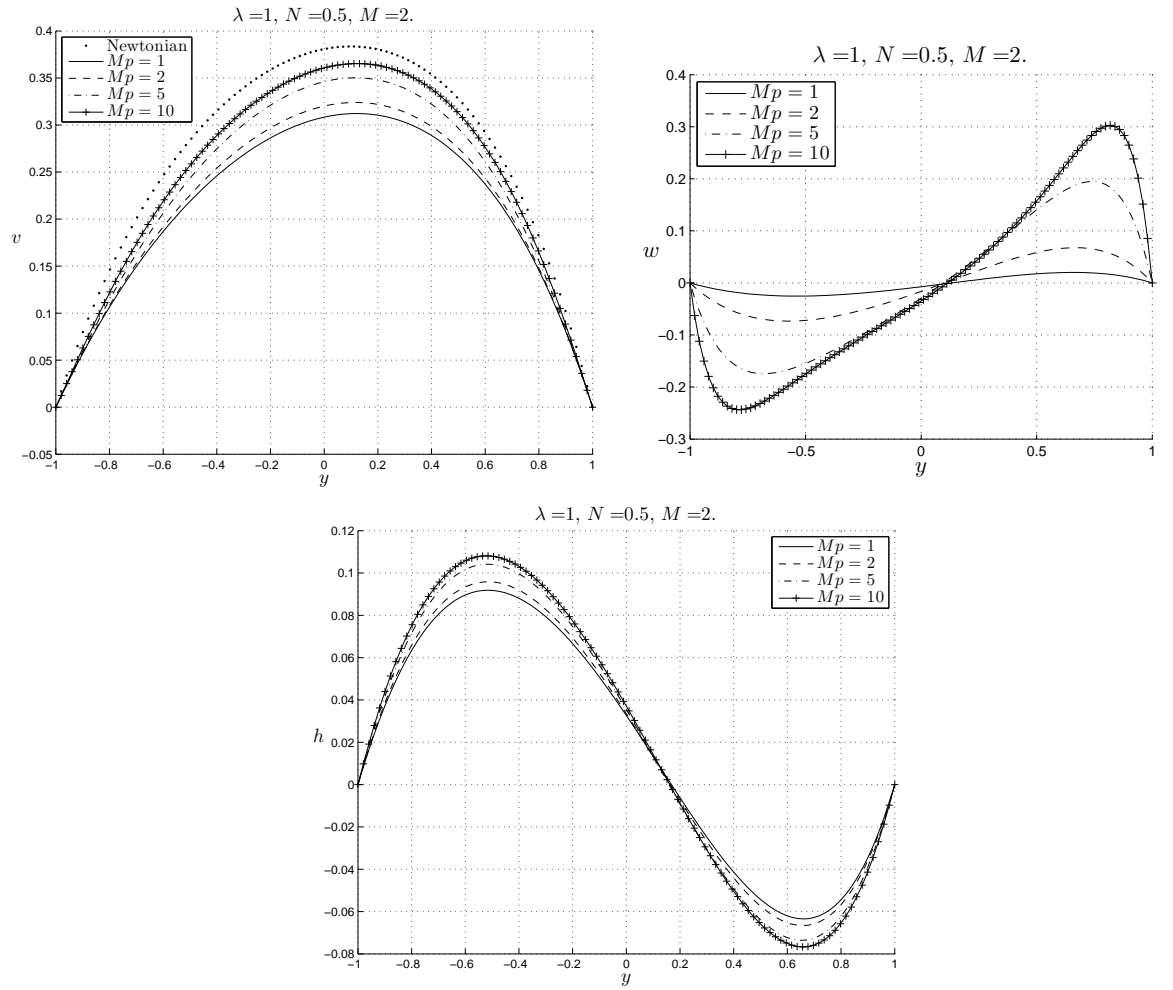 λ =1, N =0.5, M =2.
Newtonian
Mp = 1
Mp = 2
Mp = 5
Mp = 10
0.4
0.35
0.3
0.25
0.2
0.15
0.1
0.05
0
−0.05
v
−1 −0.8 −0.6 −0.4 −0.2 0 0.2 0.4 0.6 0.8 1
y
λ =1, N =0.5, M =2.
Mp = 1
Mp = 2
Mp = 5
Mp = 10
0.4
0.3
0.2
0.1
0
−0.1
−0.2
−0.3
w
−1 −0.5 0 0.5 1
y
λ =1, N =0.5, M =2.
Mp = 1
Mp = 2
Mp = 5
Mp = 10
0.12
0.1
0.08
0.06
0.04
0.02
0
−0.02
−0.04
−0.06
−0.08
h
−1 −0.8 −0.6 −0.4 −0.2 0 0.2 0.4 0.6 0.8 1
y